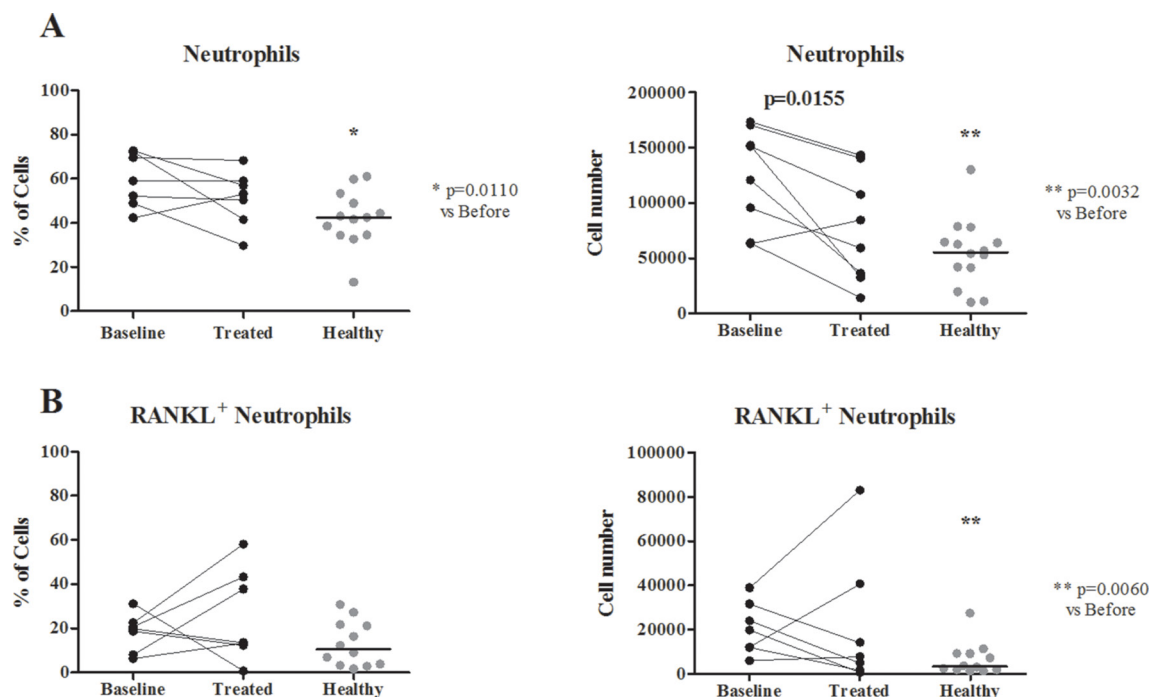 A
Neutrophils
% of Cells
100
80
60
40
20
0
*
Baseline
Treated
Healthy
* p=0.0110
vs Before
Neutrophils
Cell number
200000
150000
100000
50000
0
p=0.0155
**
Baseline
Treated
Healthy
** p=0.0032
vs Before
B
RANKL+ Neutrophils
% of Cells
100
80
60
40
20
0
Baseline
Treated
Healthy
RANKL+ Neutrophils
Cell number
100000
80000
60000
40000
20000
0
**
Baseline
Treated
Healthy
** p=0.0060
vs Before